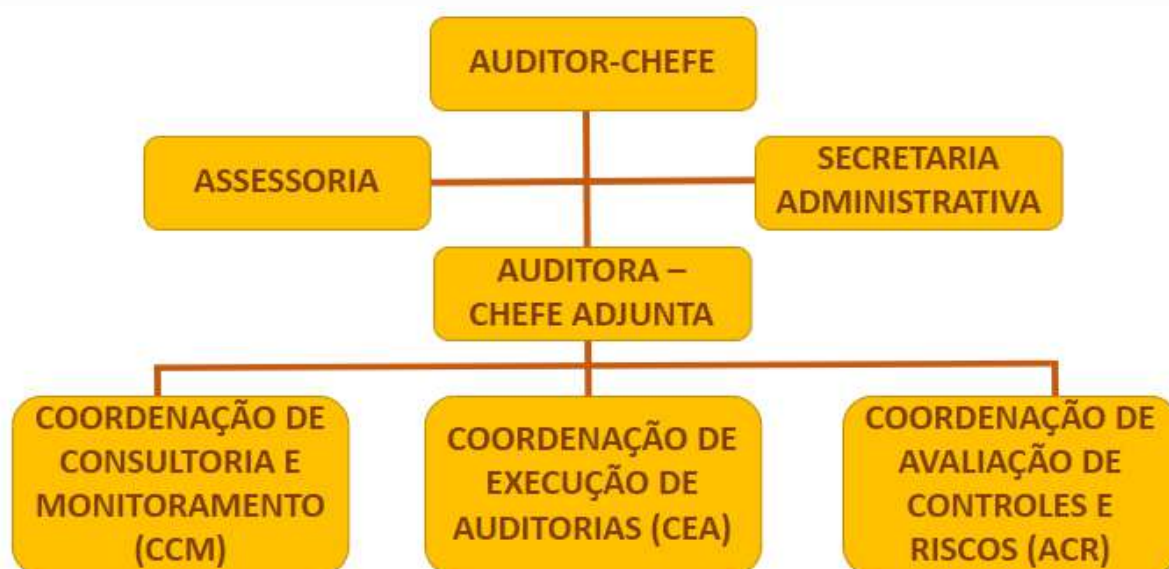 AUDITOR-CHEFE
ASSESSORIA
SECRETARIA
ADMINISTRATIVA
AUDITORA –
CHEFE ADJUNTA
COORDENAÇÃO DE
CONSULTORIA E
MONITORAMENTO
(CCM)
COORDENAÇÃO DE
EXECUÇÃO DE
AUDITORIAS (CEA)
COORDENAÇÃO DE
AVALIAÇÃO DE
CONTROLES E
RISCOS (ACR)